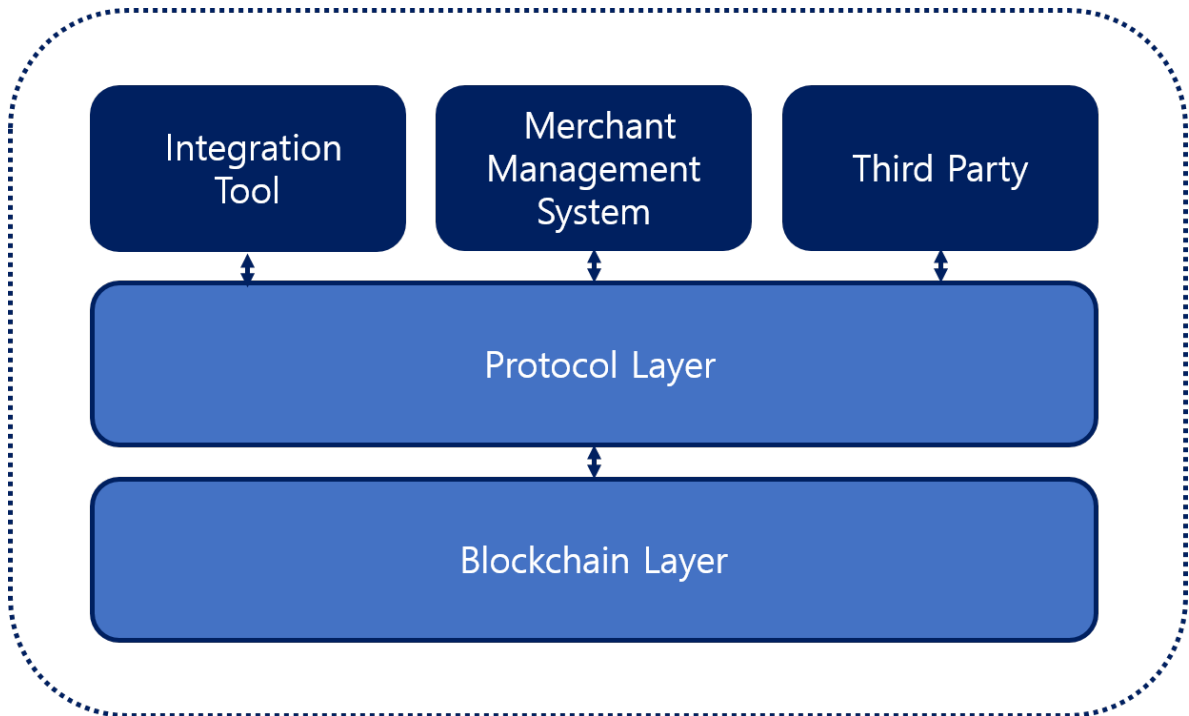 Integration
Tool
Merchant
Management
System
Third Party
Protocol Layer
Blockchain Layer